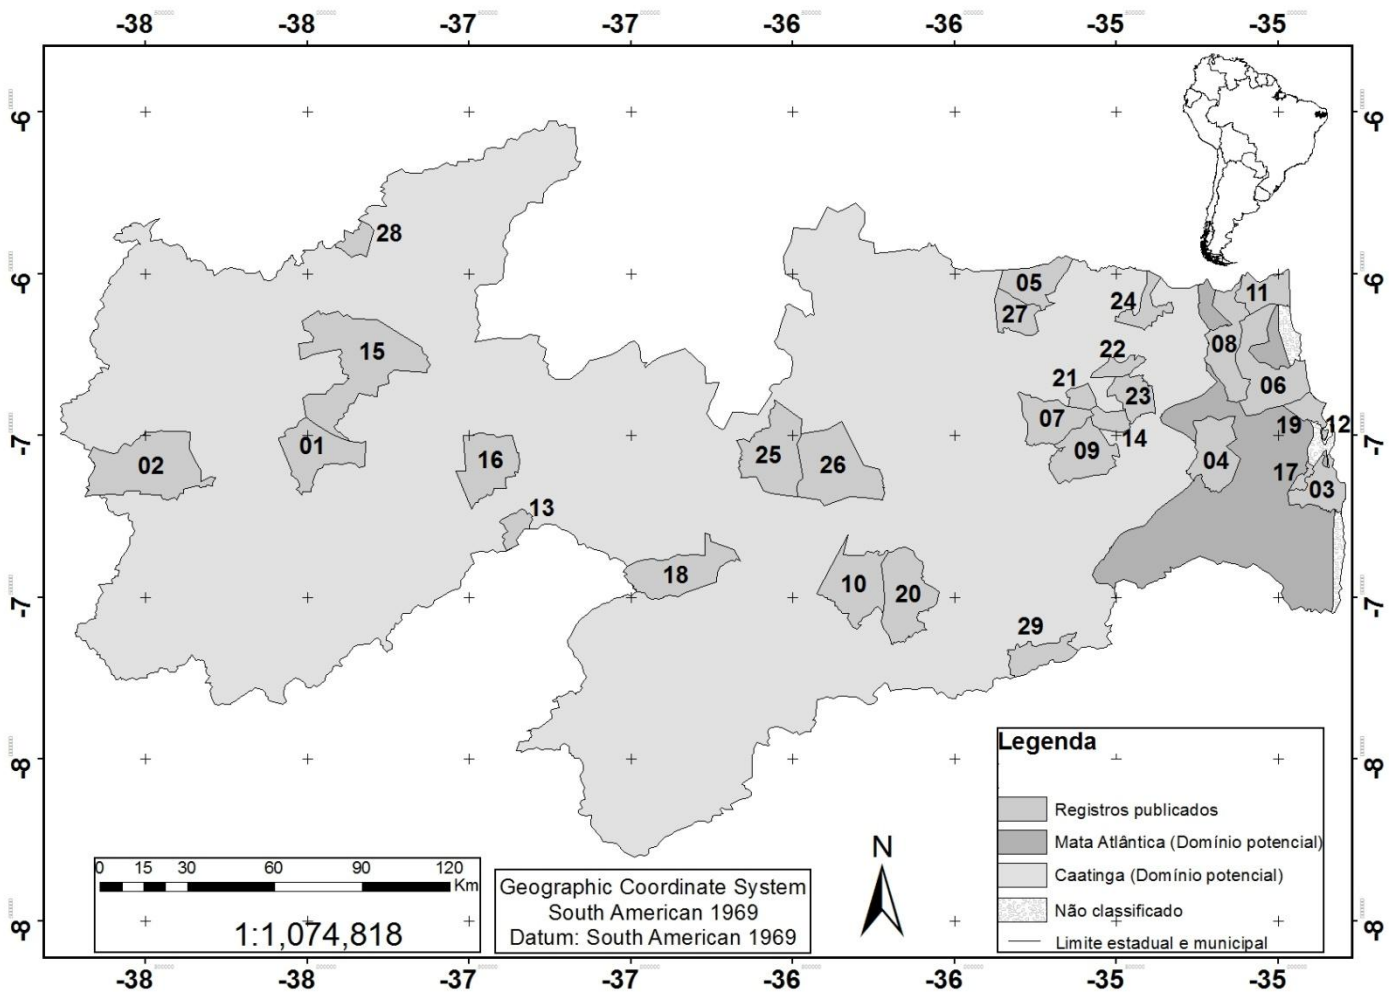 -38 -38 -37 -37 -36 -36 -35 -35
-6 -6
28
-6 -6
05 11
24
27
15 22 08
21 06
23
07 19 12
-7 01 14 -7
02 16 25 26 09 04 17
03
13
18 10 20
-7 -7
29
Legenda
-8 -8
Registros publicados
N Mata Atlântica (Domínio potencial)
0 15 30 60 90 120
Km
Geographic Coordinate System
Caatinga (Domínio potencial)
South American 1969
Não classificado
-8 1:1,074,818 Datum: South American 1969 -8
Limite estadual e municipal
-38 -38 -37 -37 -36 -36 -35 -35